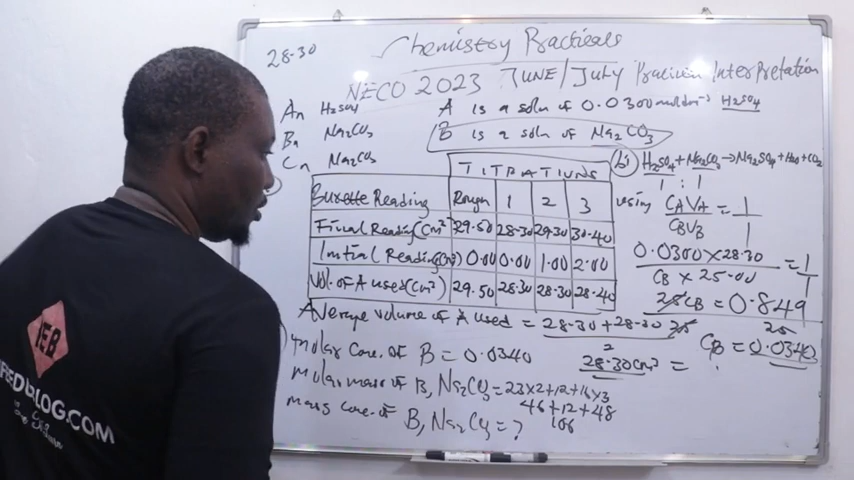 28.30 Chemistry Practicals
NECO 2023 JUNE/JULY Practical Interpretation
An H₂SO₄ A is a soln of 0.0300 moldm⁻³ H₂SO₄
Bn Na₂CO₃ B is a soln of Na₂CO₃
Cn Na₂CO₃
TITRATIONS
Burette Reading Rough 1 2 3
Final Reading (cm³) 29.50 28.30 29.30 30.40
Initial Reading (cm³) 0.00 0.00 1.00 2.00
Vol. of A used (cm³) 29.50 28.30 28.30 28.40
Average volume of A used = 28.30 + 28.30
2
28.30cm³ =
Molar Conc. of B = 0.0340
molar mass of B, Na₂CO₃ = 23×2+12+16×3
46+12+48
106
mass conc. of B, Na₂CO₃ = ?
H₂SO₄ + Na₂CO₃ → Na₂SO₄ + H₂O + CO₂
1 : 1
using CAVA = 1
CBVB 1
0.0300 × 28.30 = 1
CB × 25.00 1
25CB = 0.849
25 25
CB = 0.0340
YEB
BLOG.COM